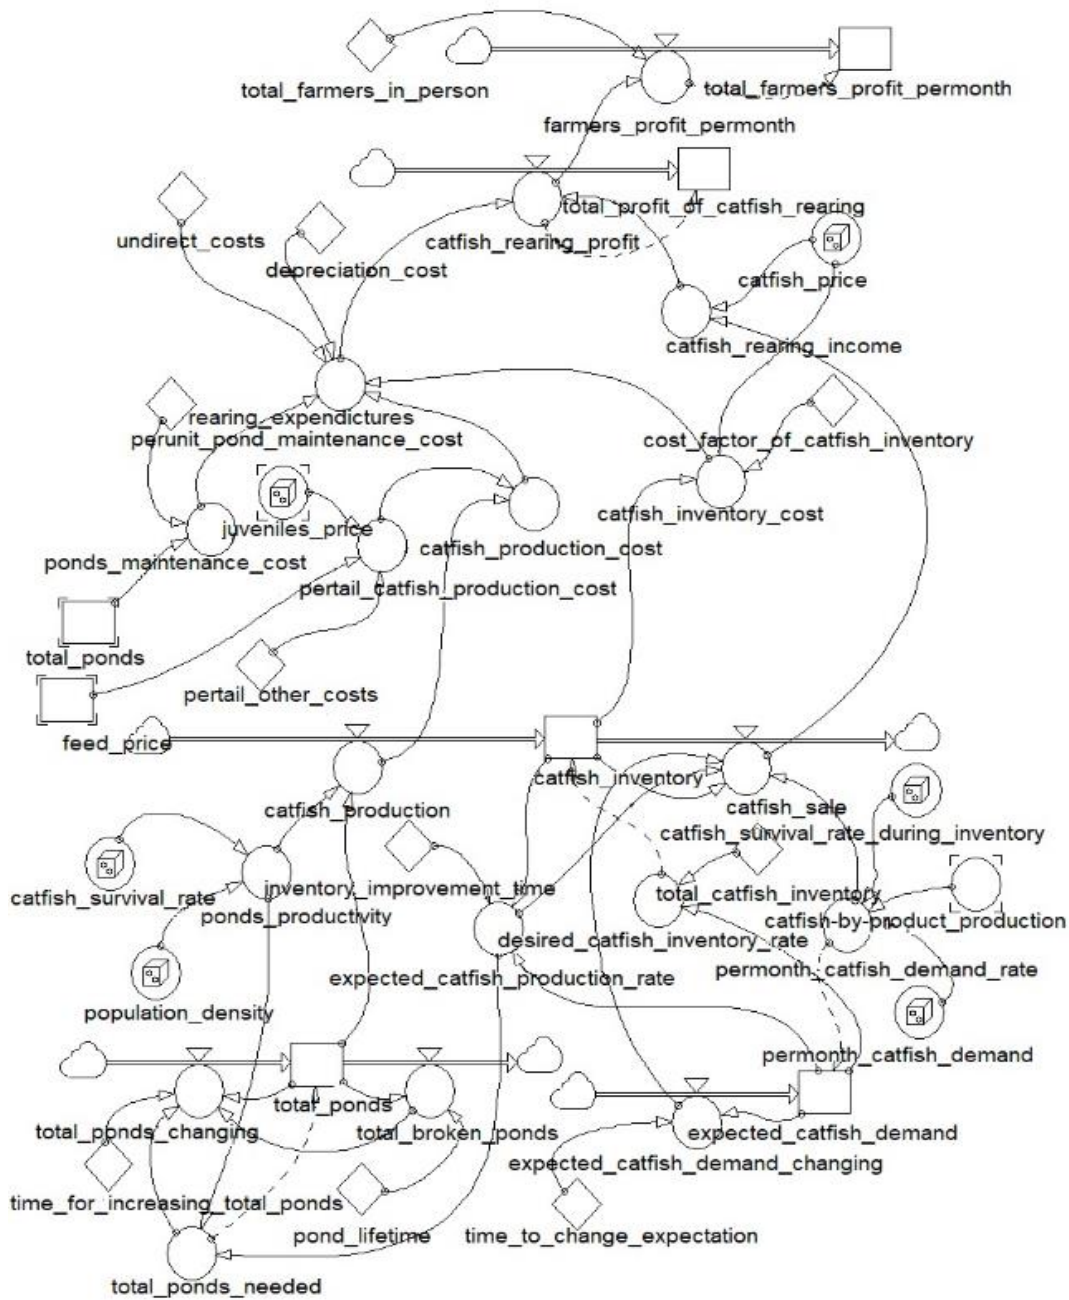 total_farmers_in_person
total_farmers_profit_permonth
farmers_profit_permonth
total_profit_of_catfish_rearing
undirect_costs
catfish_rearing_profit
depreciation_cost
catfish_price
catfish_rearing_income
rearing_expendictures
perunit_pond_maintenance_cost
cost_factor_of_catfish_inventory
catfish_inventory_cost
juveniles_price
catfish_production_cost
ponds_maintenance_cost
pertail_catfish_production_cost
total_ponds
pertail_other_costs
feed_price
catfish_inventory
catfish_production
catfish_sale
catfish_survival_rate_during_inventory
catfish_survival_rate
inventory_improvement_time
total_catfish_inventory
ponds_productivity
catfish-by-product_production
desired_catfish_inventory_rate
expected_catfish_production_rate
permonth_catfish_demand_rate
population_density
permonth_catfish_demand
total_ponds
total_ponds_changing
total_broken_ponds
expected_catfish_demand
expected_catfish_demand_changing
time_for_increasing_total_ponds
pond_lifetime
time_to_change_expectation
total_ponds_needed